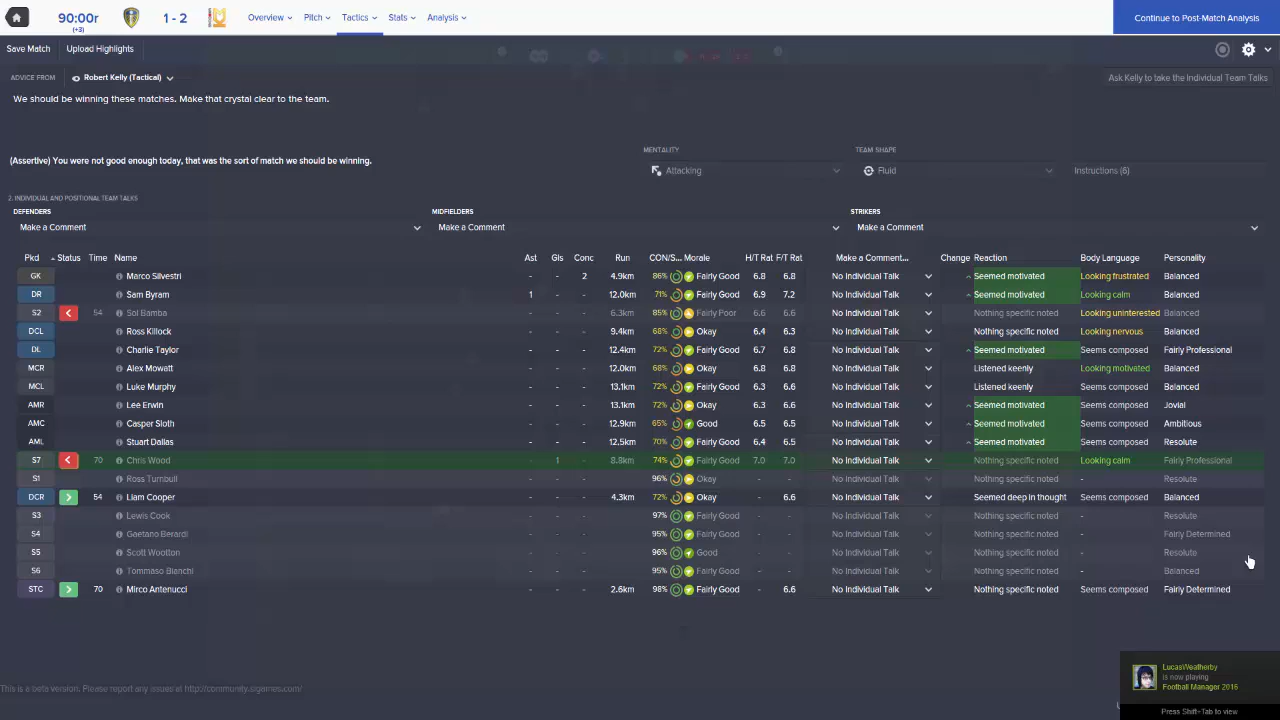 90:00r
(+3)
1 - 2
Overview Pitch Tactics Stats Analysis
Continue to Post-Match Analysis
Save Match Upload Highlights
ADVICE FROM Robert Kelly (Tactical) Ask Kelly to take the Individual Team Talks
We should be winning these matches. Make that crystal clear to the team.
MENTALITY TEAM SHAPE
(Assertive) You were not good enough today, that was the sort of match we should be winning.
Attacking Fluid Instructions (6)
2. INDIVIDUAL AND POSITIONAL TEAM TALKS
DEFENDERS MIDFIELDERS STRIKERS
Make a Comment Make a Comment Make a Comment
Pkd Status Time Name Ast Gls Conc Run CON/S... Morale H/T Rat F/T Rat Make a Comment... Change Reaction Body Language Personality
GK Marco Silvestri - - 2 4.9km 86% Fairly Good 6.8 6.8 No Individual Talk Seemed motivated Looking frustrated Balanced
DR Sam Byram 1 - - 12.0km 71% Fairly Good 6.9 7.2 No Individual Talk Seemed motivated Looking calm Balanced
S2 54 Sol Bamba - - - 6.3km 85% Fairly Poor 6.6 6.6 No Individual Talk Nothing specific noted Looking uninterested Balanced
DCL Ross Killock - - - 9.4km 68% Okay 6.4 6.3 No Individual Talk Nothing specific noted Looking nervous Balanced
DL Charlie Taylor - - - 12.4km 72% Fairly Good 6.7 6.8 No Individual Talk Seemed motivated Seems composed Fairly Professional
MCR Alex Mowatt - - - 12.0km 68% Okay 6.8 6.8 No Individual Talk Listened keenly Looking motivated Balanced
MCL Luke Murphy - - - 13.1km 72% Fairly Good 6.3 6.6 No Individual Talk Listened keenly Seems composed Balanced
AMR Lee Erwin - - - 13.1km 72% Okay 6.3 6.6 No Individual Talk Seemed motivated Seems composed Jovial
AMC Casper Sloth - - - 12.9km 65% Good 6.5 6.5 No Individual Talk Seemed motivated Seems composed Ambitious
AML Stuart Dallas - - - 12.5km 70% Fairly Good 6.4 6.5 No Individual Talk Seemed motivated Seems composed Resolute
S7 70 Chris Wood - 1 - 8.8km 74% Fairly Good 7.0 7.0 No Individual Talk Nothing specific noted Looking calm Fairly Professional
S1 Ross Turnbull - - - 96% Okay - - No Individual Talk Nothing specific noted - Resolute
DCR 54 Liam Cooper - - - 4.3km 72% Okay - 6.6 No Individual Talk Seemed deep in thought Seems composed Balanced
S3 Lewis Cook - - - 97% Fairly Good - - No Individual Talk Nothing specific noted - Resolute
S4 Gaetano Berardi - - - 95% Fairly Good - - No Individual Talk Nothing specific noted - Fairly Determined
S5 Scott Wootton - - - 96% Good - - No Individual Talk Nothing specific noted - Resolute
S6 Tommaso Bianchi - - - 95% Fairly Good - - No Individual Talk Nothing specific noted - Balanced
STC 70 Mirco Antenucci - - - 2.6km 98% Fairly Good - 6.6 No Individual Talk Nothing specific noted Seems composed Fairly Determined
LucasWeatherby
is now playing
Football Manager 2016
This is a beta version. Please report any issues at http://community.sigames.com/
Press Shift+Tab to view